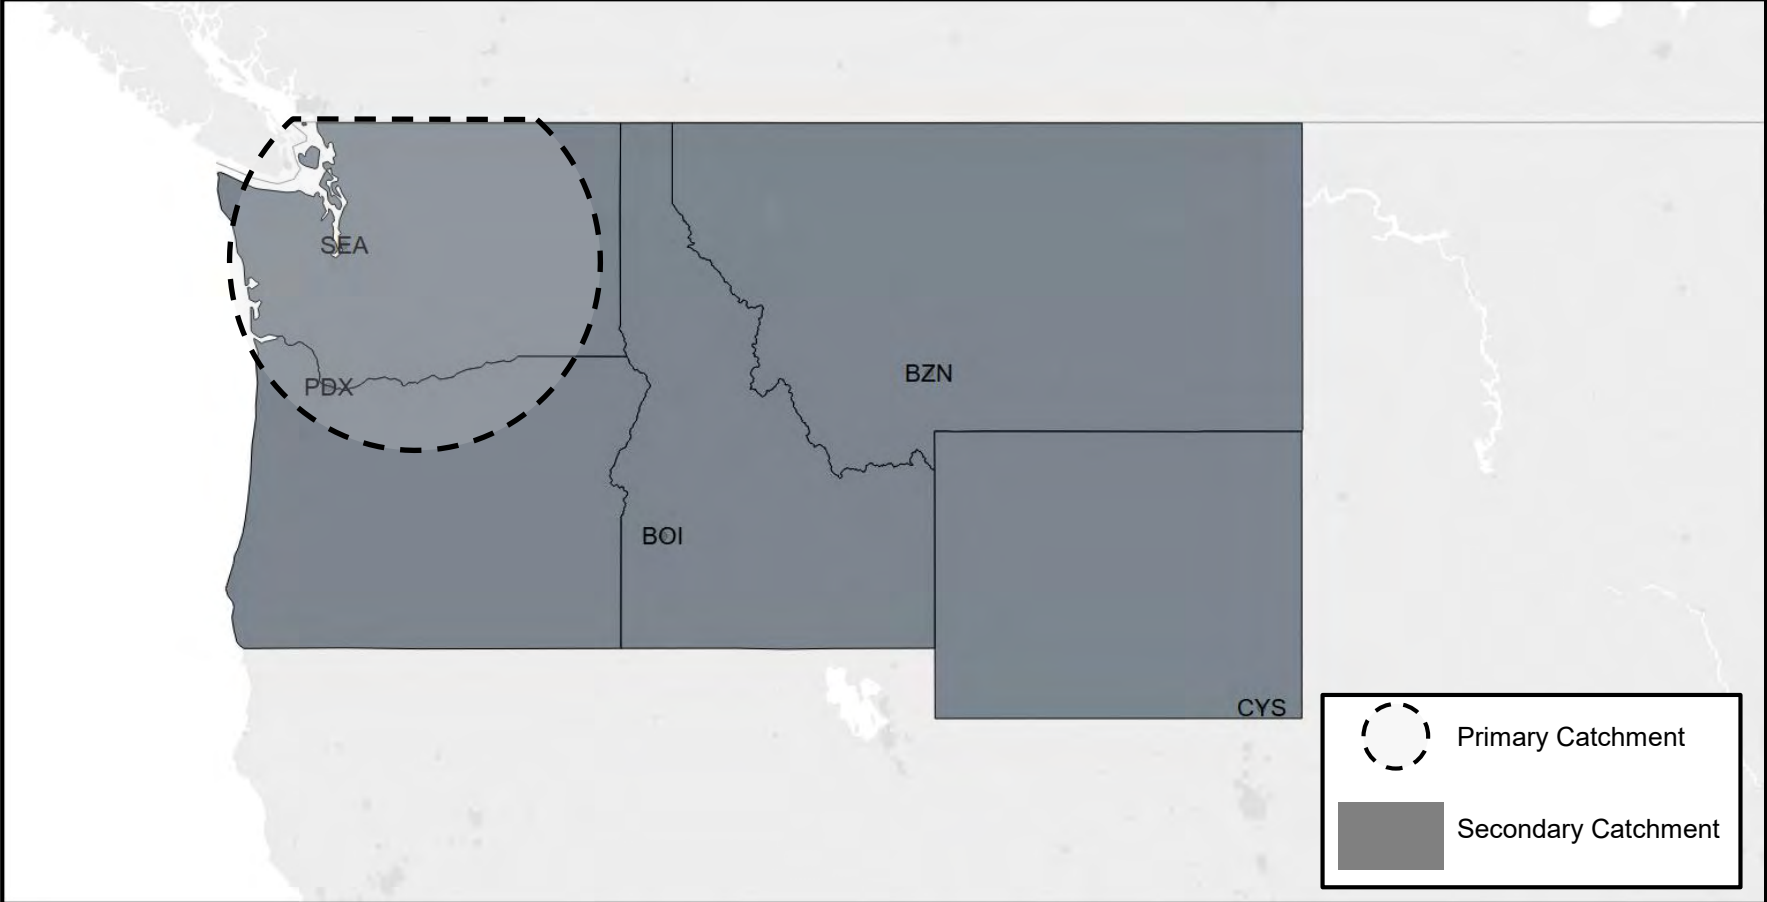 SEA
BZN
PDX
BOI
CYS
Primary Catchment
Secondary Catchment